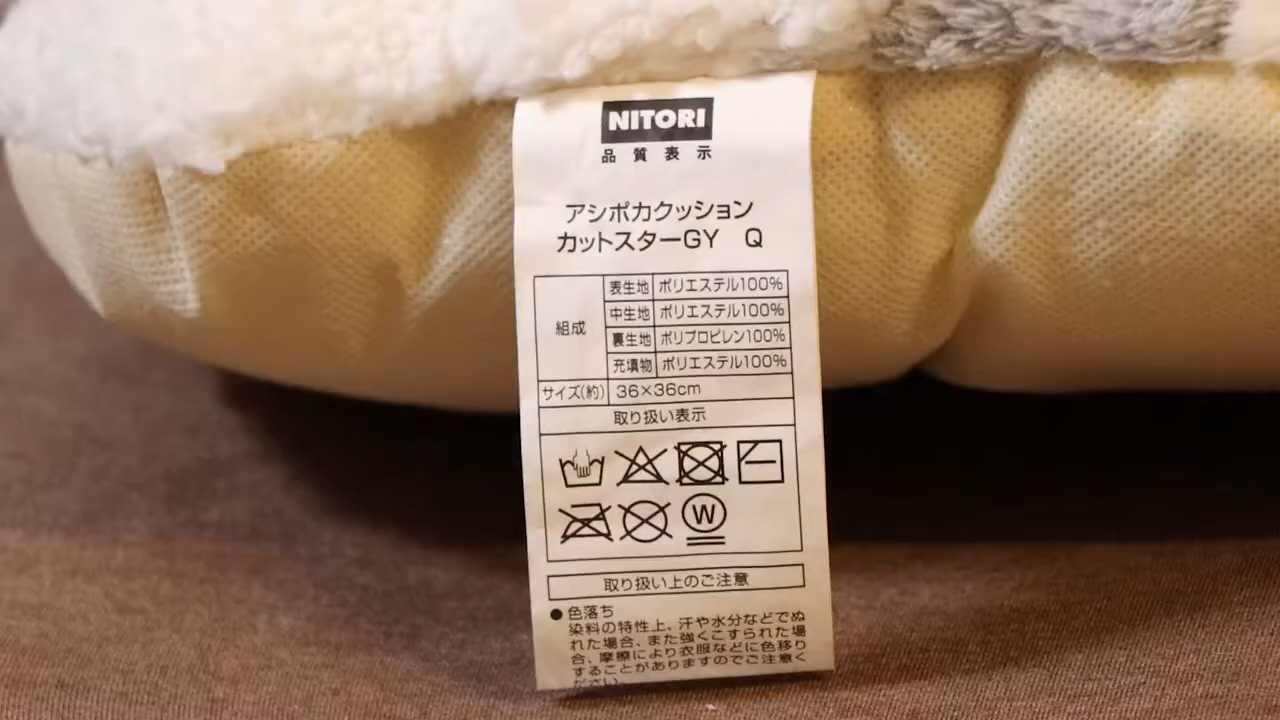 NITORI
品質表示
アシポカクッション
カットスターGY Q
組成
表生地 ポリエステル100%
中生地 ポリエステル100%
裏生地 ポリプロピレン100%
充填物 ポリエステル100%
サイズ(約) 36×36cm
取り扱い表示
W
取り扱い上のご注意
●色落ち
染料の特性上、汗や水分などでぬ
れた場合、また強くこすられた場
合、摩擦により衣服などに色移り
することがありますのでご注意く
ださい。